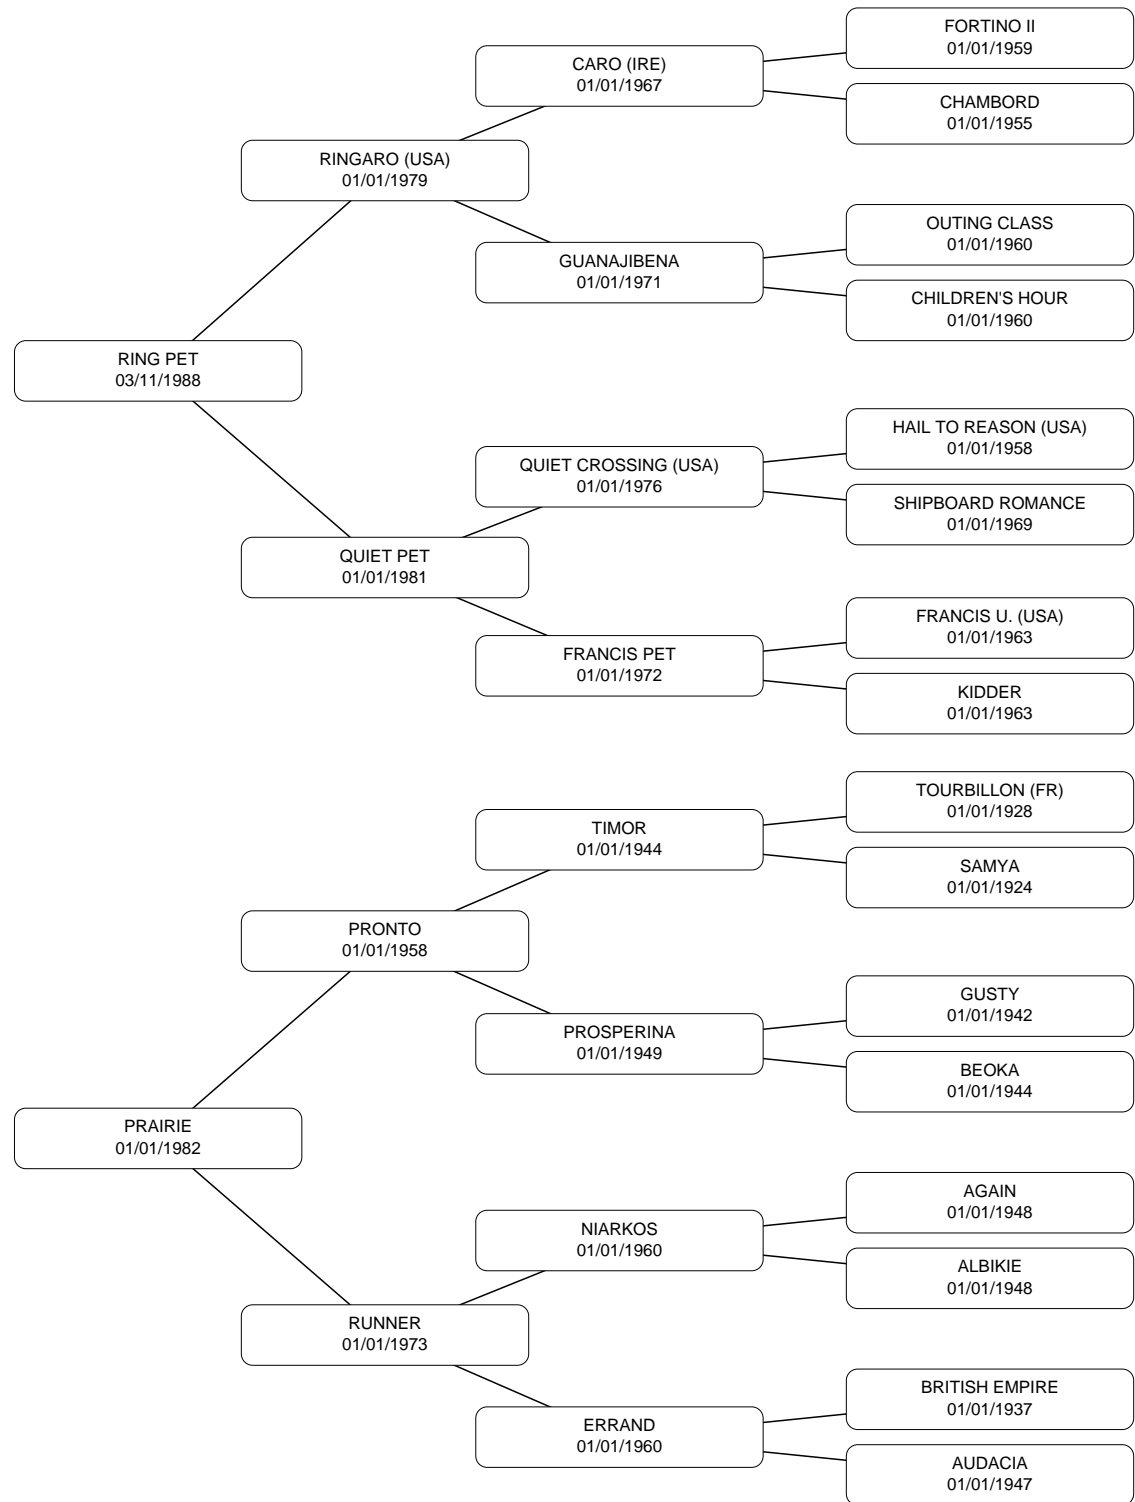 FORTINO II
01/01/1959
CARO (IRE)
01/01/1967
CHAMBORD
01/01/1955
RINGARO (USA)
01/01/1979
OUTING CLASS
01/01/1960
GUANAJIBENA
01/01/1971
CHILDREN'S HOUR
01/01/1960
RING PET
03/11/1988
HAIL TO REASON (USA)
01/01/1958
QUIET CROSSING (USA)
01/01/1976
SHIPBOARD ROMANCE
01/01/1969
QUIET PET
01/01/1981
FRANCIS U. (USA)
01/01/1963
FRANCIS PET
01/01/1972
KIDDER
01/01/1963
TOURBILLON (FR)
01/01/1928
TIMOR
01/01/1944
SAMYA
01/01/1924
PRONTO
01/01/1958
GUSTY
01/01/1942
PROSPERINA
01/01/1949
BEOKA
01/01/1944
PRAIRIE
01/01/1982
AGAIN
01/01/1948
NIARKOS
01/01/1960
ALBIKIE
01/01/1948
RUNNER
01/01/1973
BRITISH EMPIRE
01/01/1937
ERRAND
01/01/1960
AUDACIA
01/01/1947